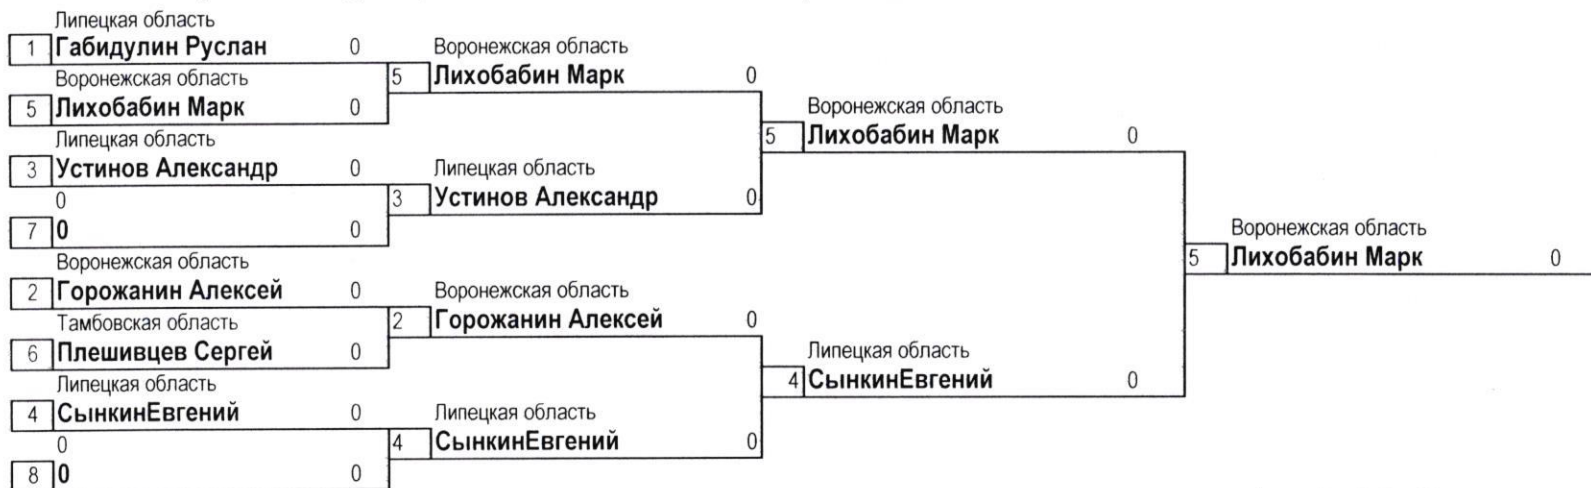 Липецкая область
1 Габидулин Руслан 0
Воронежская область
5 Лихобабин Марк 0
Липецкая область
3 Устинов Александр 0
0
7 0 0
Воронежская область
2 Горожанин Алексей 0
Тамбовская область
6 Плешивцев Сергей 0
Липецкая область
4 СынкинЕвгений 0
0
8 0 0
Воронежская область
5 Лихобабин Марк 0
Липецкая область
3 Устинов Александр 0
Воронежская область
2 Горожанин Алексей 0
Липецкая область
4 СынкинЕвгений 0
Воронежская область
5 Лихобабин Марк 0
Липецкая область
4 СынкинЕвгений 0
Воронежская область
5 Лихобабин Марк 0